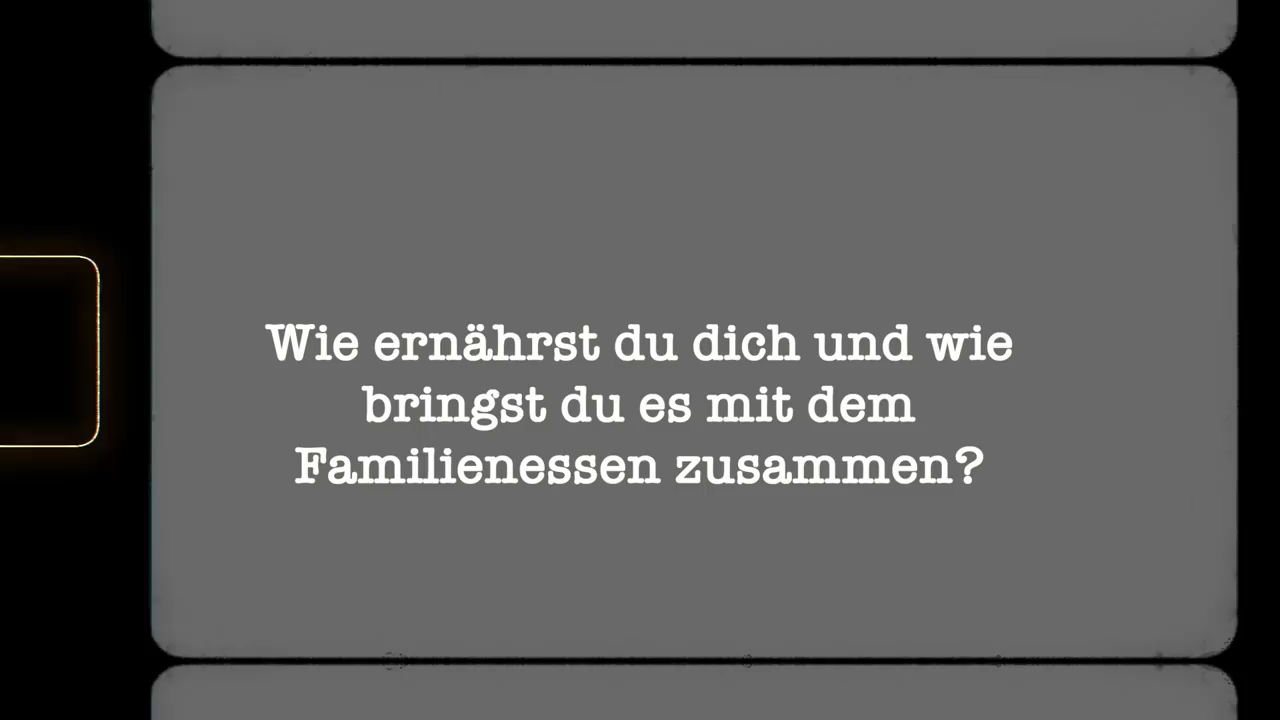 Wie ernährst du dich und wie
bringst du es mit dem
Familienessen zusammen?